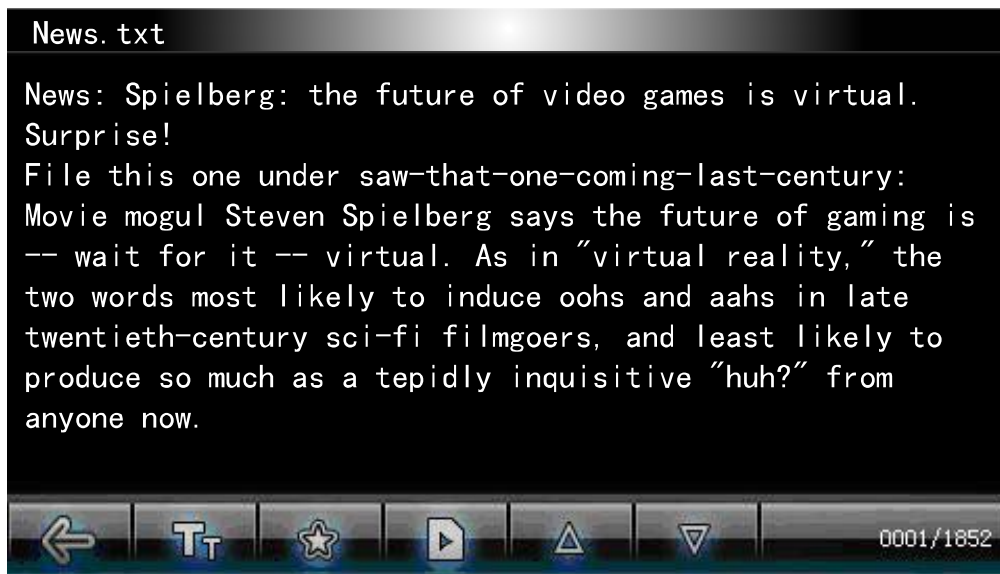 News.txt
News: Spielberg: the future of video games is virtual.
Surprise!
File this one under saw-that-one-coming-last-century:
Movie mogul Steven Spielberg says the future of gaming is
-- wait for it -- virtual. As in "virtual reality," the
two words most likely to induce oohs and aahs in late
twentieth-century sci-fi filmgoers, and least likely to
produce so much as a tepidly inquisitive "huh?" from
anyone now.
TT
0001/1852